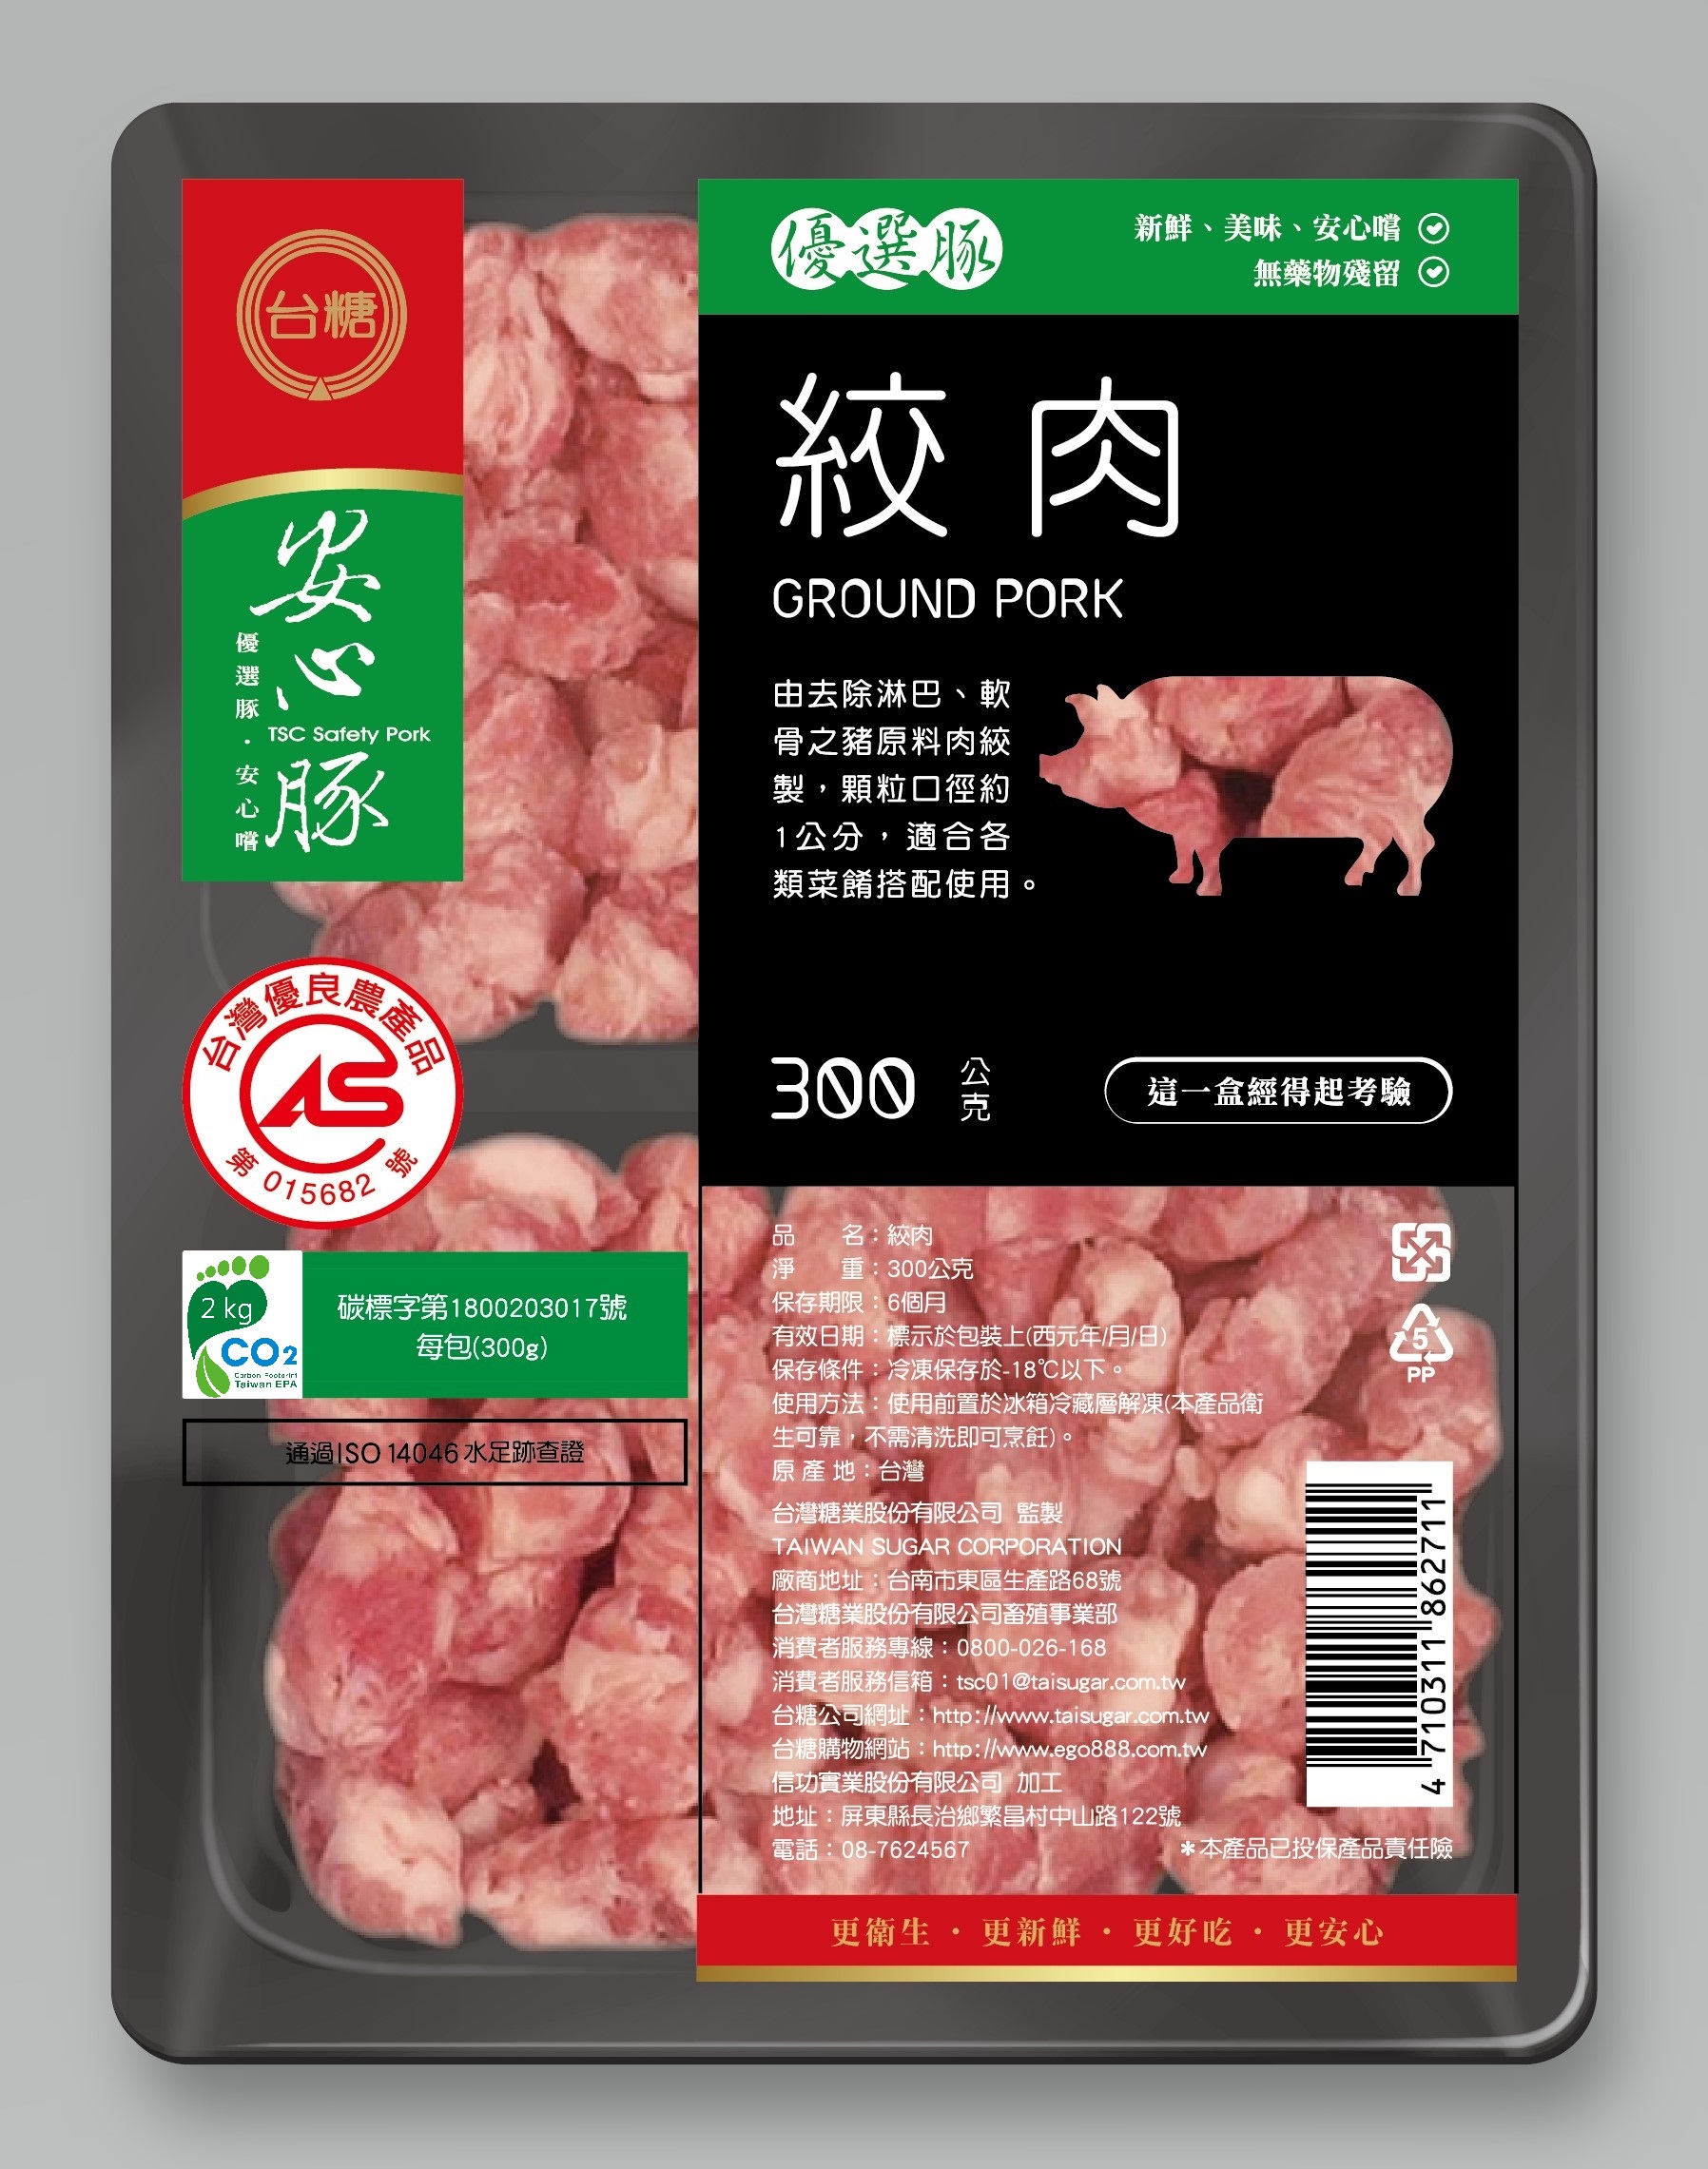 台糖
安心豚
TSC Safety Pork
優選豚・安心嚐
台灣優良農產品
CAS
第 015682 號
2 kg
CO2
Carbon Footprint
Taiwan EPA
碳標字第1800203017號
每包(300g)
通過ISO 14046水足跡查證
優選豚
新鮮、美味、安心嚐
無藥物殘留
絞肉
GROUND PORK
由去除淋巴、軟
骨之豬原料肉絞
製，顆粒口徑約
1公分，適合各
類菜餚搭配使用。
300 公克
這一盒經得起考驗
品　　名：絞肉
淨　　重：300公克
保存期限：6個月
有效日期：標示於包裝上(西元年/月/日)
保存條件：冷凍保存於-18℃以下。
使用方法：使用前置於冰箱冷藏層解凍(本產品衛
生可靠，不需清洗即可烹飪)。
原 產 地：台灣
台灣糖業股份有限公司 監製
TAIWAN SUGAR CORPORATION
廠商地址：台南市東區生產路68號
台灣糖業股份有限公司畜殖事業部
消費者服務專線：0800-026-168
消費者服務信箱：tsc01@taisugar.com.tw
台糖公司網址：http://www.taisugar.com.tw
台糖購物網站：http://www.ego888.com.tw
信功實業股份有限公司 加工
地址：屏東縣長治鄉繁昌村中山路122號
電話：08-7624567
5
PP
4 710311 862711
＊本產品已投保產品責任險
更衛生・更新鮮・更好吃・更安心